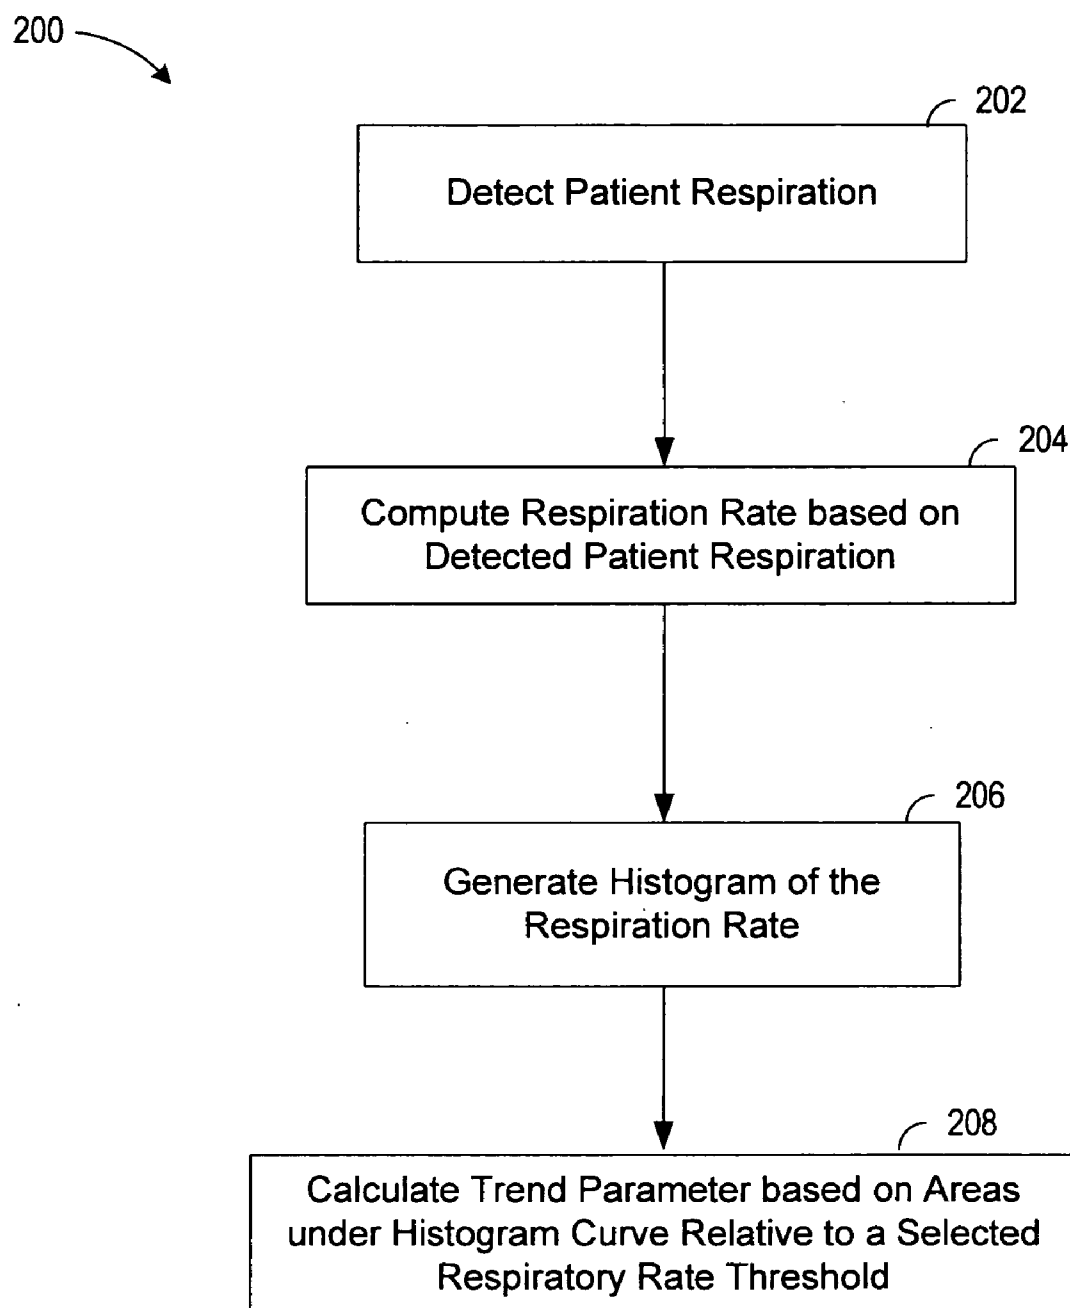 200
202
Detect Patient Respiration
204
Compute Respiration Rate based on
Detected Patient Respiration
206
Generate Histogram of the
Respiration Rate
208
Calculate Trend Parameter based on Areas
under Histogram Curve Relative to a Selected
Respiratory Rate Threshold